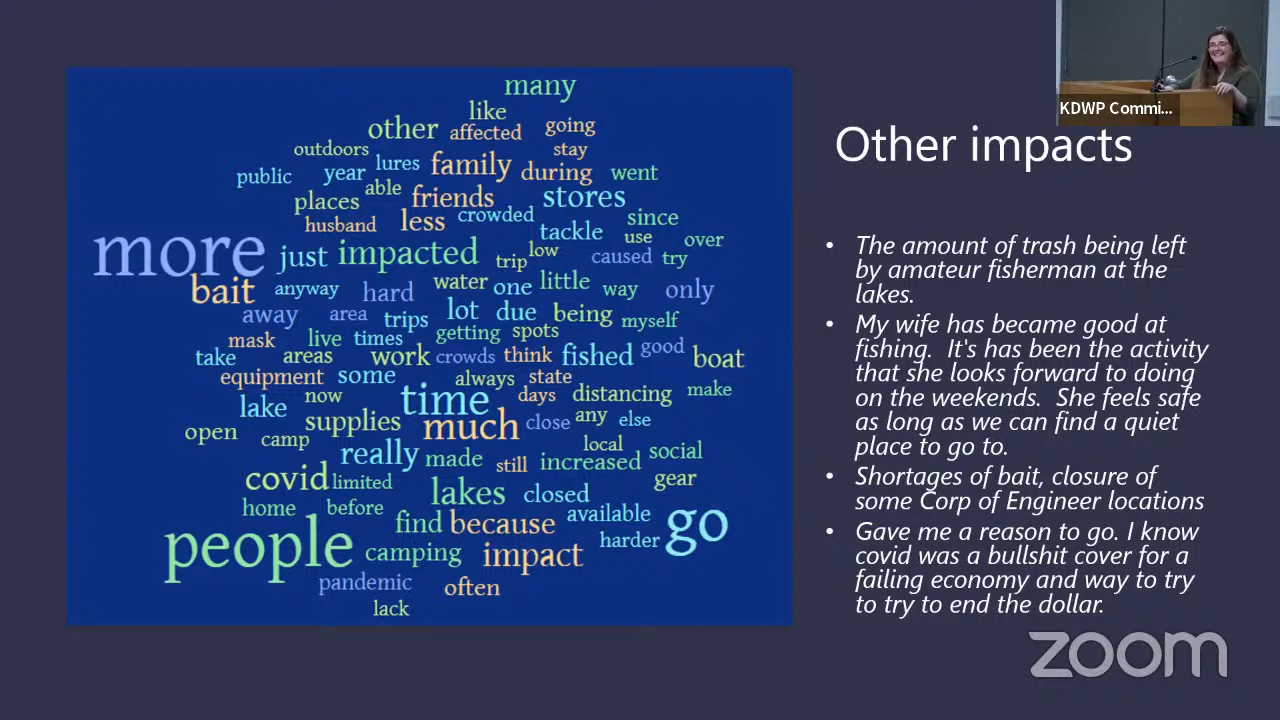 KDWP Commi...
Other impacts
many
like
other affected going
outdoors stay
public year lures family during went
places able friends stores
husband less crowded since
tackle use over
more just impacted trip low caused try
bait anyway hard water one little way only
away area trips lot due being myself
mask live times getting spots
take areas work crowds think fished good boat
equipment some always state
now time days distancing make
lake supplies much close any else
open camp local
really made still increased social
covid limited gear
home before lakes closed
find because available go
people camping impact harder
pandemic often
lack
• The amount of trash being left
by amateur fisherman at the
lakes.
• My wife has became good at
fishing. It's has been the activity
that she looks forward to doing
on the weekends. She feels safe
as long as we can find a quiet
place to go to.
• Shortages of bait, closure of
some Corp of Engineer locations
• Gave me a reason to go. I know
covid was a bullshit cover for a
failing economy and way to try
to try to end the dollar.
zoom